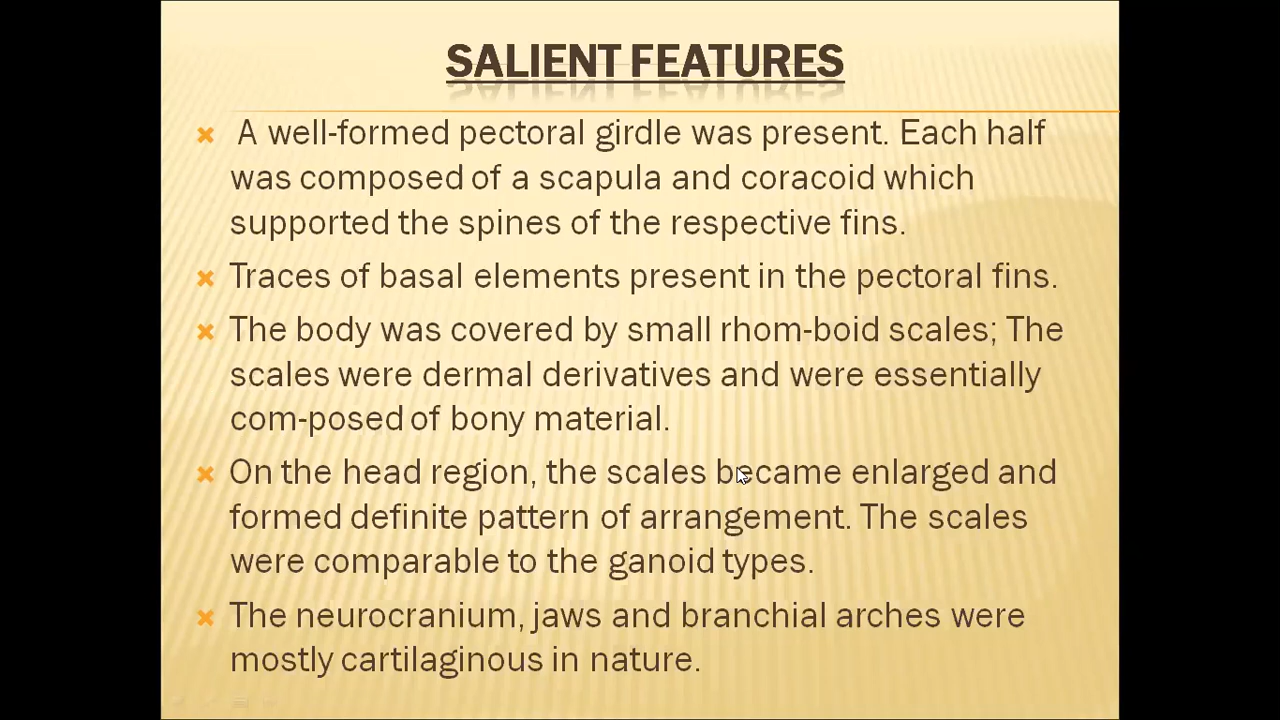 SALIENT FEATURES
A well-formed pectoral girdle was present. Each half
was composed of a scapula and coracoid which
supported the spines of the respective fins.
Traces of basal elements present in the pectoral fins.
The body was covered by small rhom-boid scales; The
scales were dermal derivatives and were essentially
com-posed of bony material.
On the head region, the scales became enlarged and
formed definite pattern of arrangement. The scales
were comparable to the ganoid types.
The neurocranium, jaws and branchial arches were
mostly cartilaginous in nature.